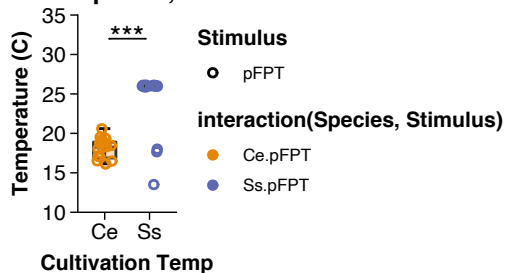 35
30
25
20
15
10
Temperature (C)
***
Ce Ss
Cultivation Temp
Stimulus
pFPT
interaction(Species, Stimulus)
Ce.pFPT
Ss.pFPT